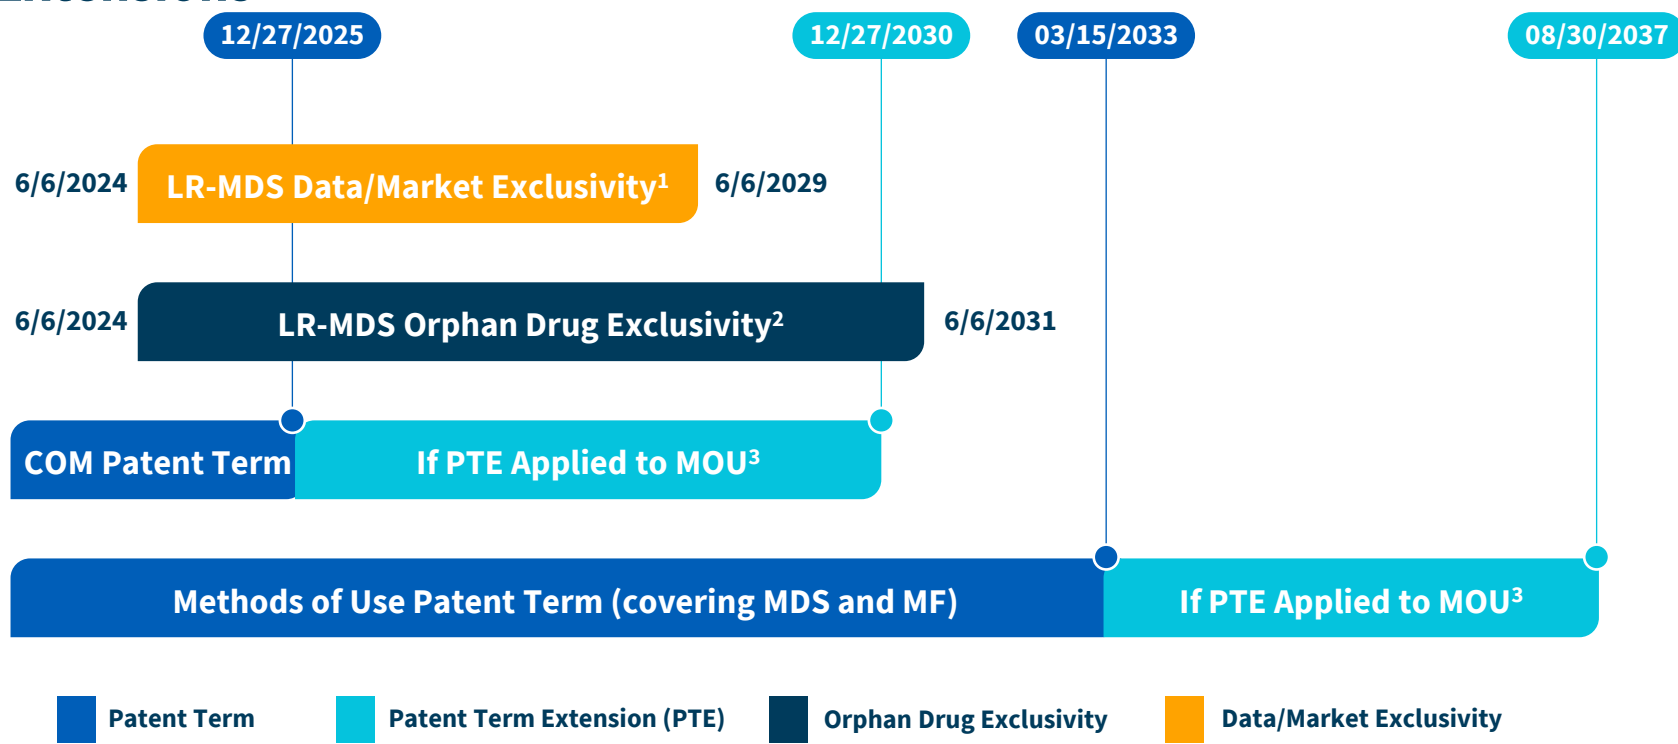 12/27/2025
12/27/2030
03/15/2033
08/30/2037
6/6/2024
LR-MDS Data/Market Exclusivity¹
6/6/2029
6/6/2024
LR-MDS Orphan Drug Exclusivity²
6/6/2031
COM Patent Term
If PTE Applied to MOU³
Methods of Use Patent Term (covering MDS and MF)
If PTE Applied to MOU³
Patent Term
Patent Term Extension (PTE)
Orphan Drug Exclusivity
Data/Market Exclusivity